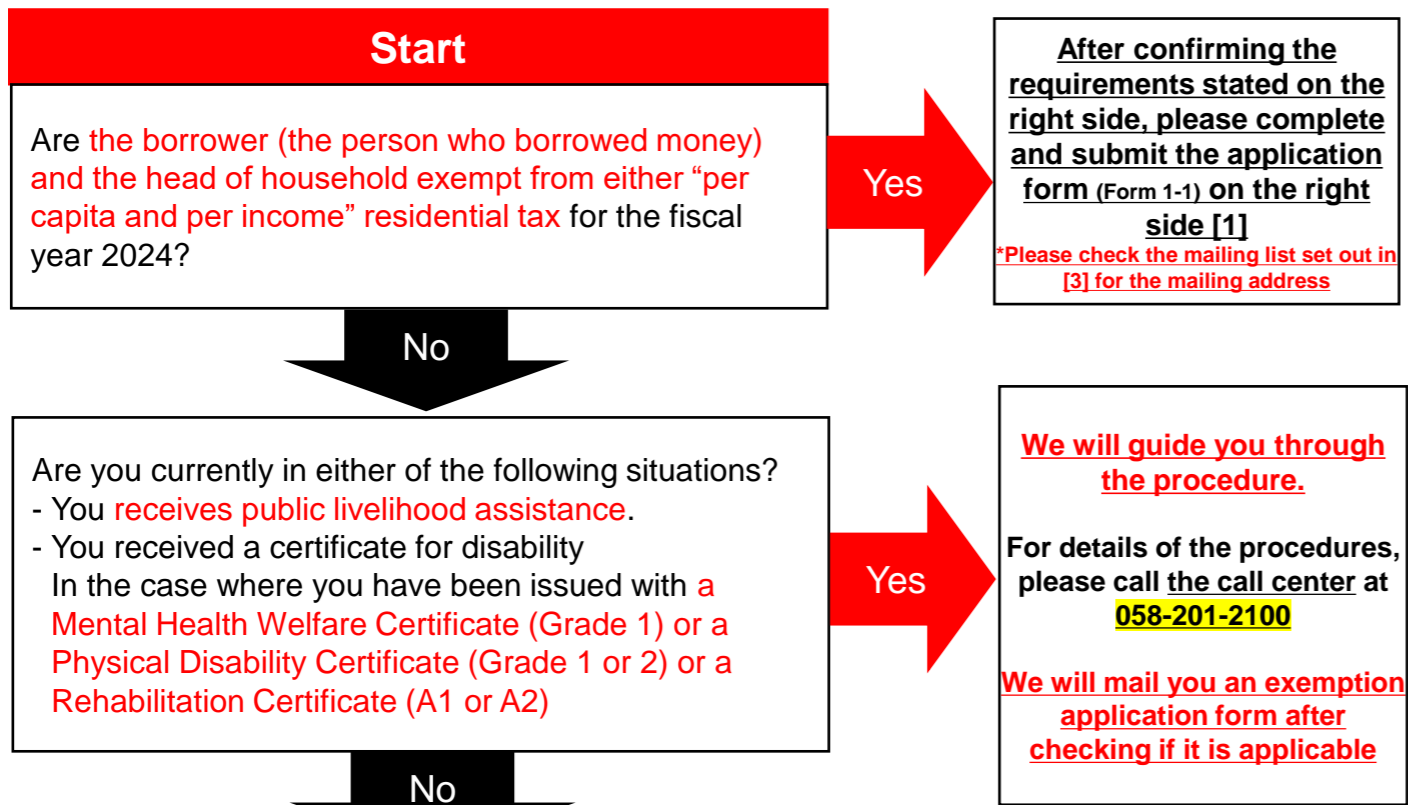 Start
Are the borrower (the person who borrowed money)
and the head of household exempt from either “per
capita and per income” residential tax for the fiscal
year 2024?
Yes
After confirming the
requirements stated on the
right side, please complete
and submit the application
form (Form 1-1) on the right
side [1]
*Please check the mailing list set out in
[3] for the mailing address
No
Are you currently in either of the following situations?
- You receives public livelihood assistance.
- You received a certificate for disability
In the case where you have been issued with a
Mental Health Welfare Certificate (Grade 1) or a
Physical Disability Certificate (Grade 1 or 2) or a
Rehabilitation Certificate (A1 or A2)
Yes
We will guide you through
the procedure.
For details of the procedures,
please call the call center at
058-201-2100
We will mail you an exemption
application form after
checking if it is applicable
No